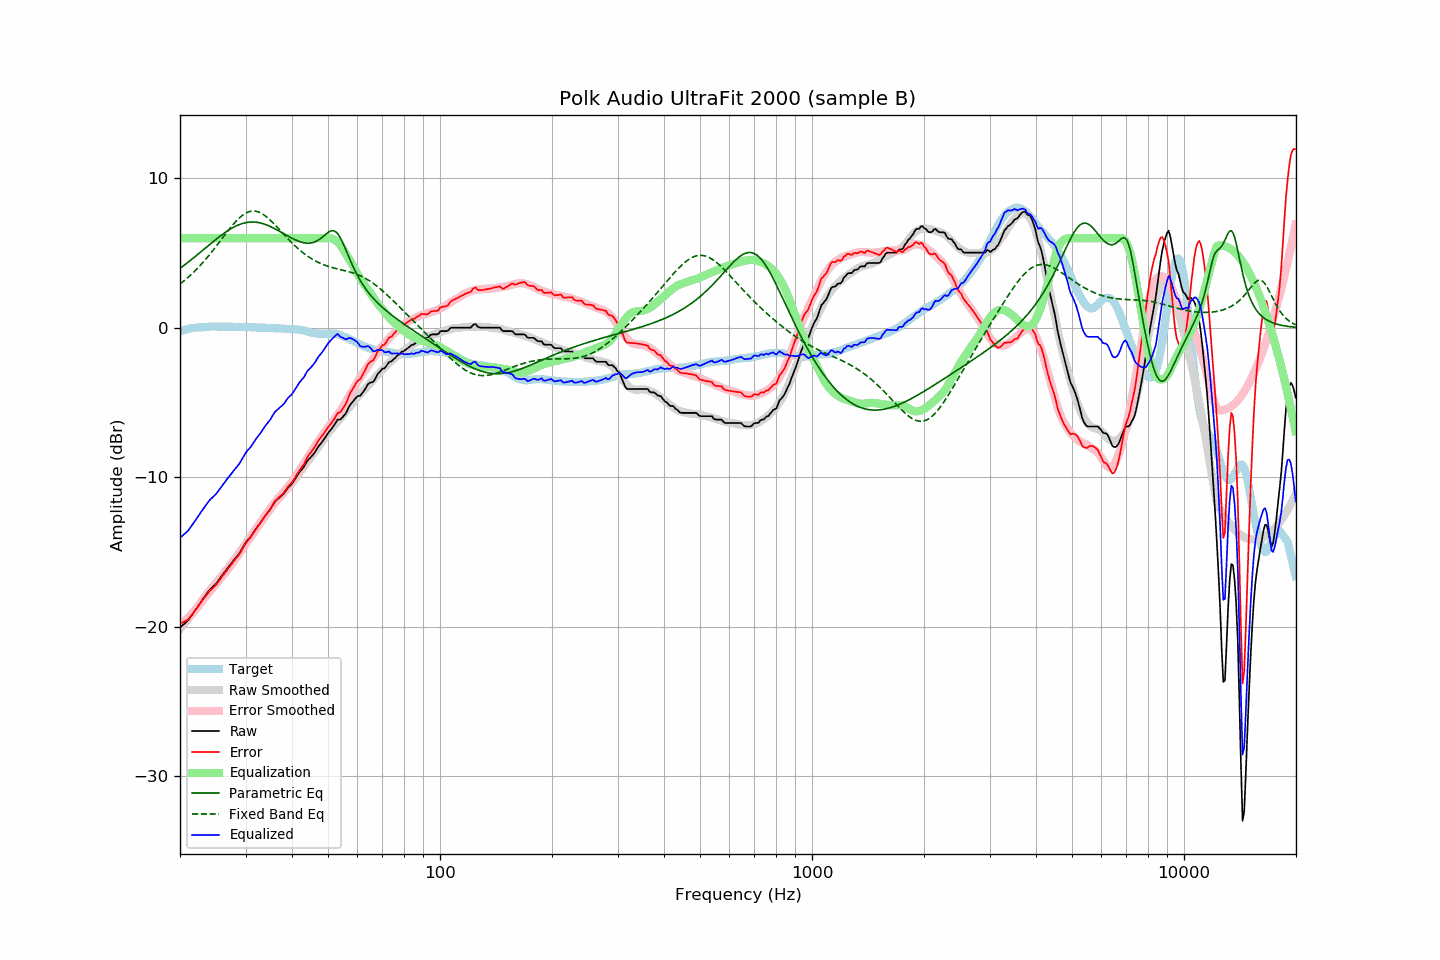 Polk Audio UltraFit 2000 (sample B)
10
0
−10
−20
−30
Amplitude (dBr)
Target
Raw Smoothed
Error Smoothed
Raw
Error
Equalization
Parametric Eq
Fixed Band Eq
Equalized
100
1000
10000
Frequency (Hz)